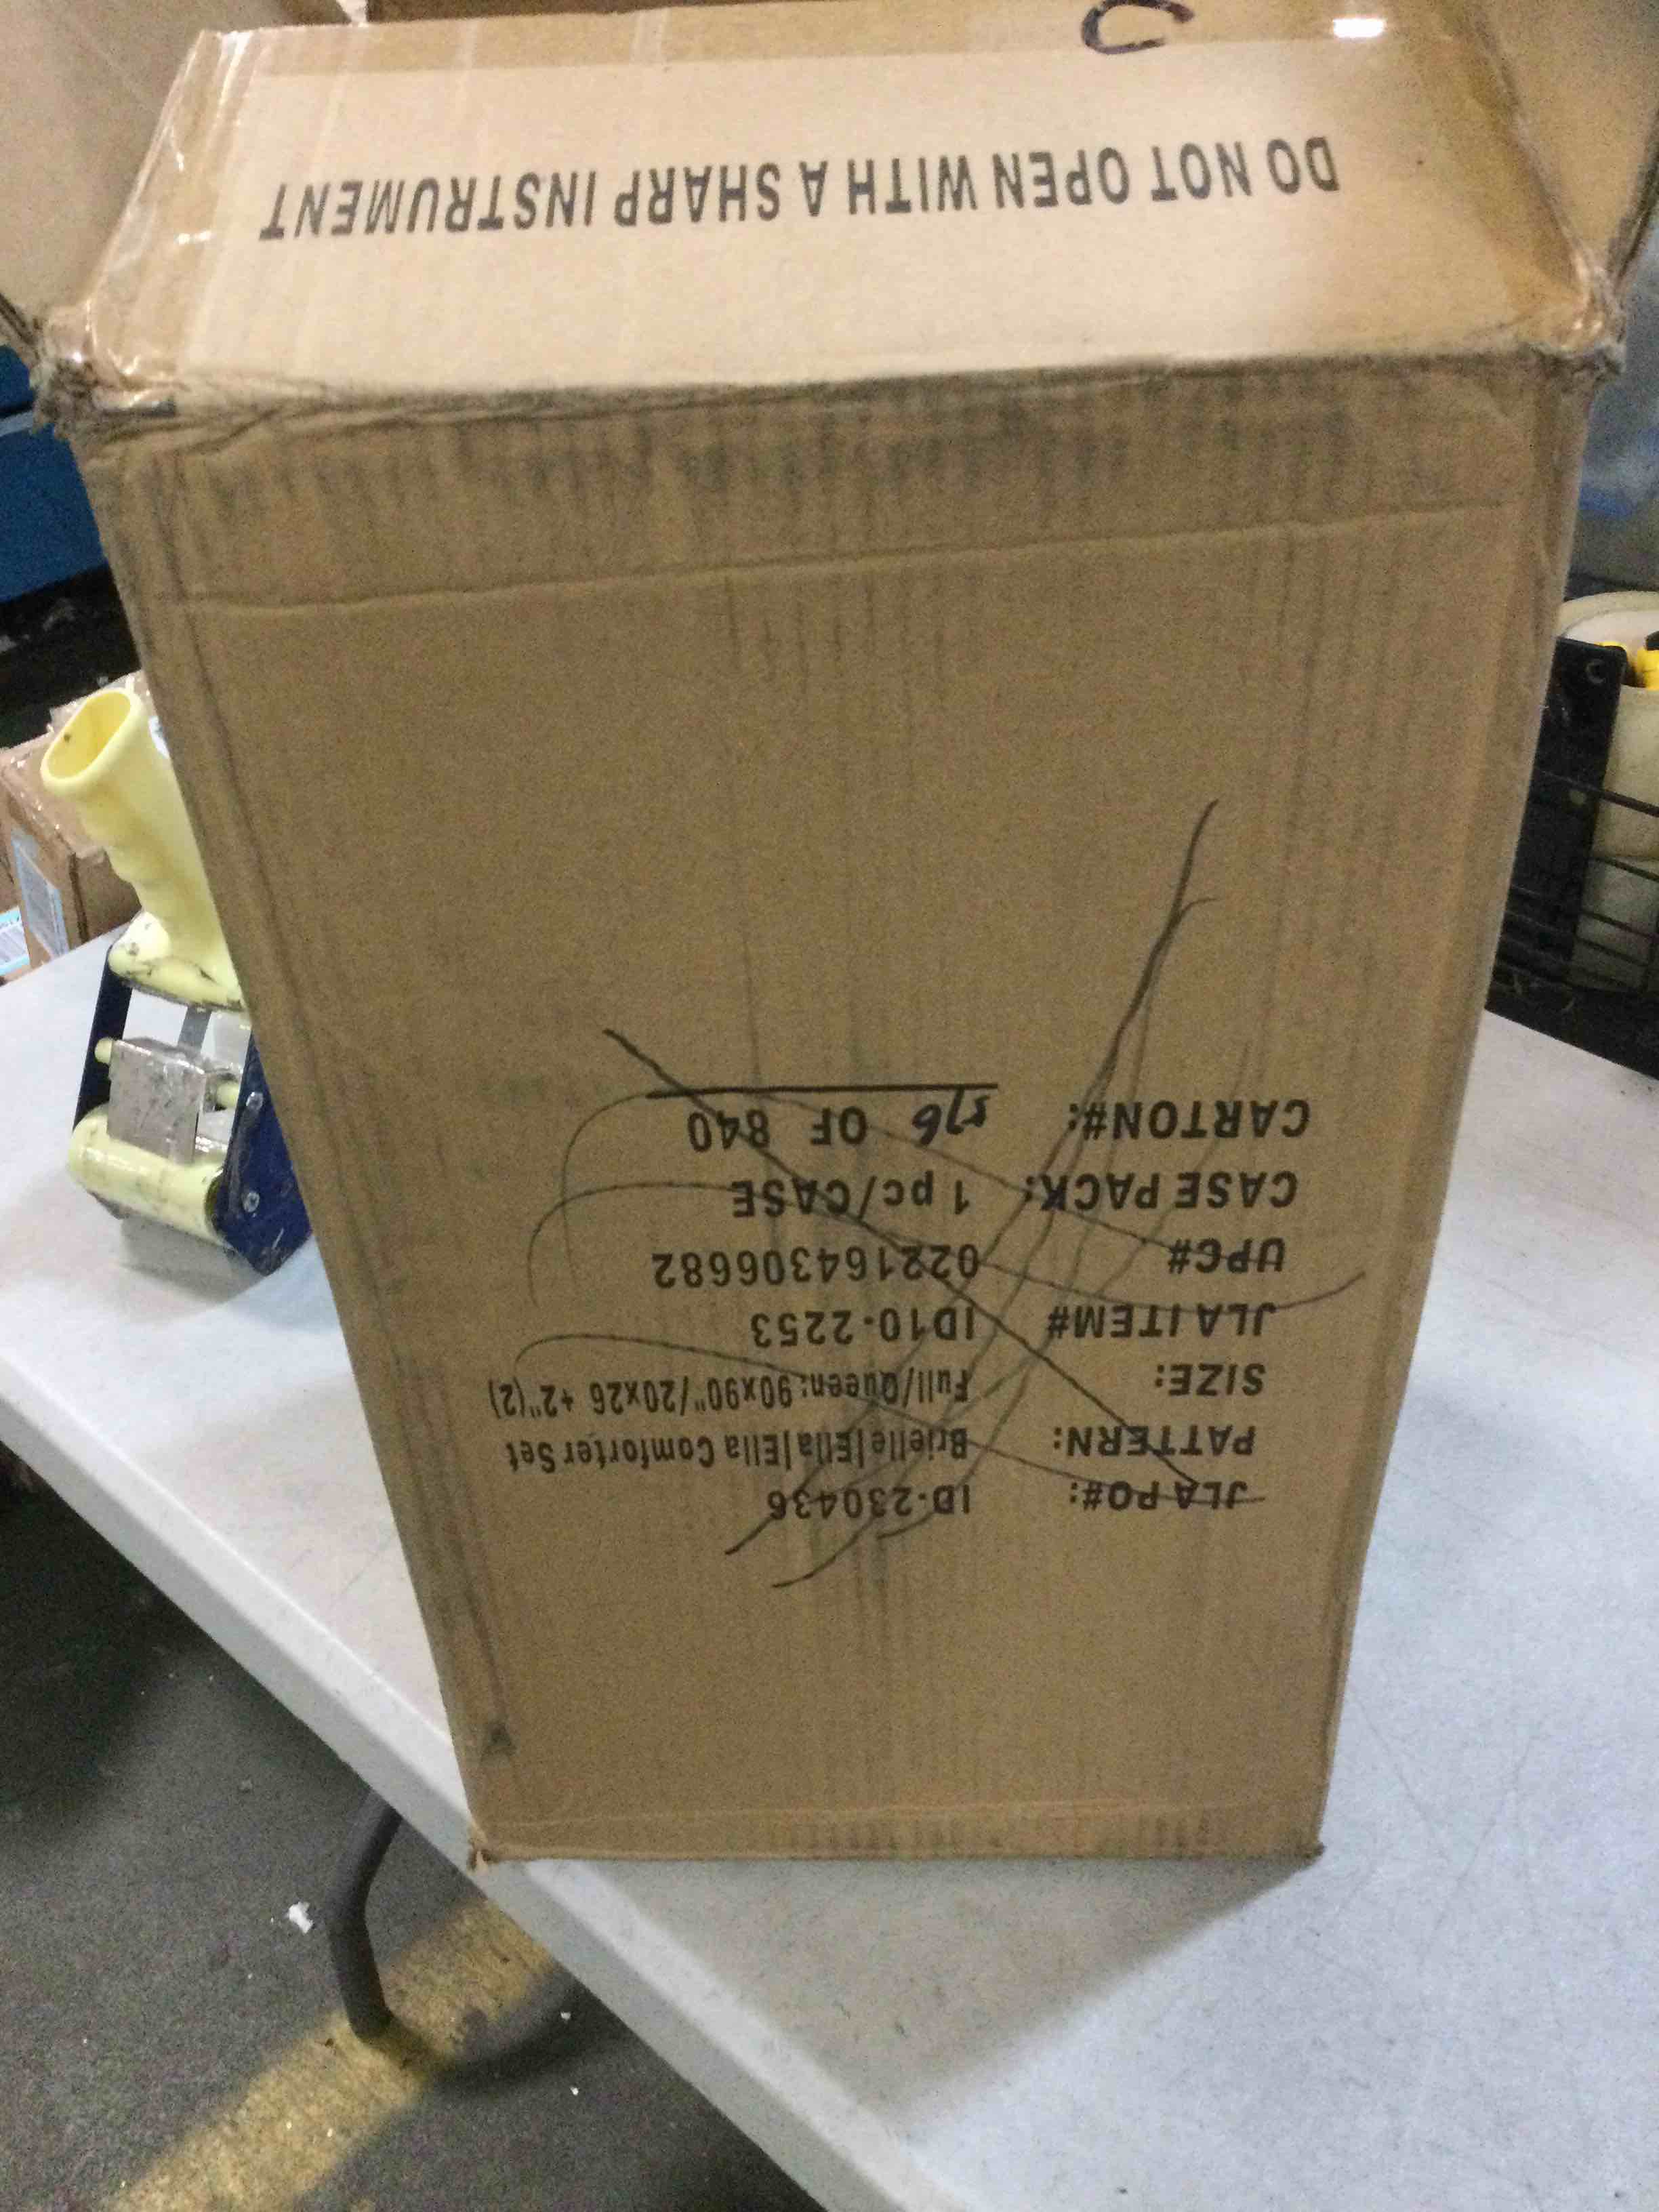 JLA PO#: ID-230436
PATTERN: Brielle|Ella|Ella Comforter Set
SIZE: Full/Queen: 90x90"/20x26 +2"(2)
JLA ITEM# ID10-2253
UPC# 022164306682
CASE PACK: 1 pc/CASE
CARTON#: 576 OF 840
DO NOT OPEN WITH A SHARP INSTRUMENT